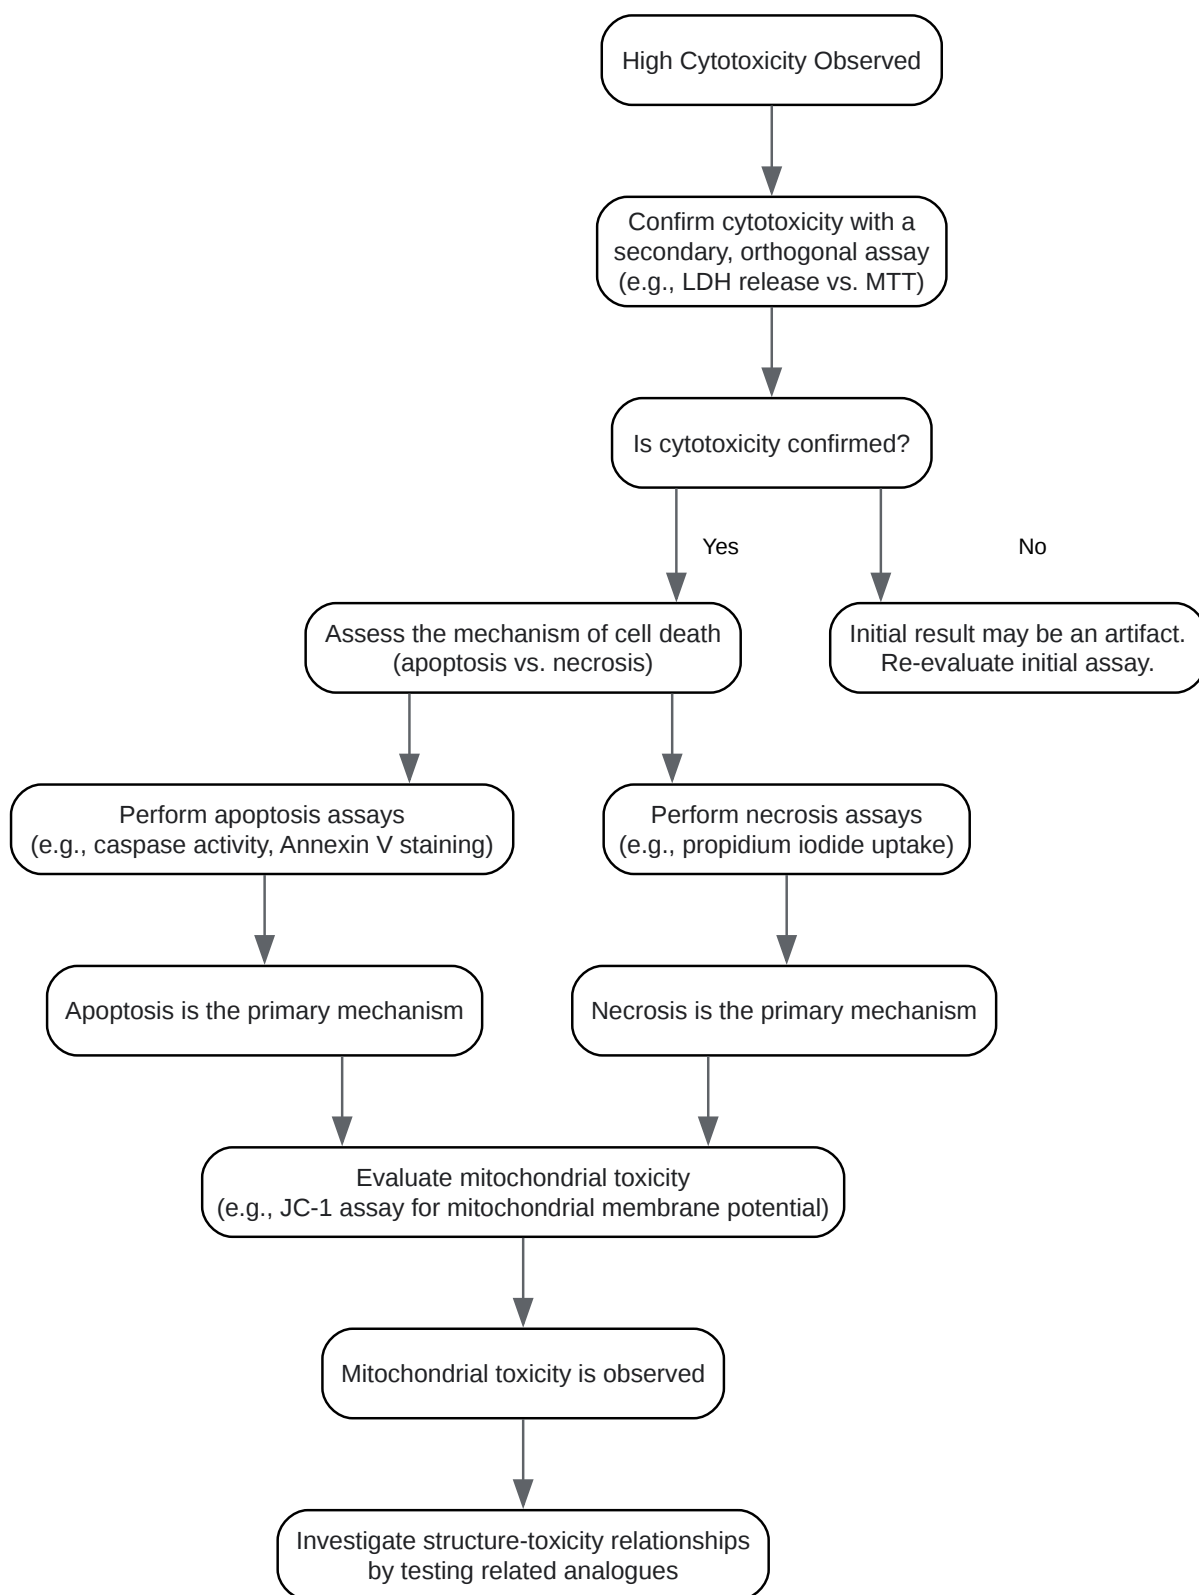 High Cytotoxicity Observed
Confirm cytotoxicity with a
secondary, orthogonal assay
(e.g., LDH release vs. MTT)
Is cytotoxicity confirmed?
Yes
No
Assess the mechanism of cell death
(apoptosis vs. necrosis)
Initial result may be an artifact.
Re-evaluate initial assay.
Perform apoptosis assays
(e.g., caspase activity, Annexin V staining)
Perform necrosis assays
(e.g., propidium iodide uptake)
Apoptosis is the primary mechanism
Necrosis is the primary mechanism
Evaluate mitochondrial toxicity
(e.g., JC-1 assay for mitochondrial membrane potential)
Mitochondrial toxicity is observed
Investigate structure-toxicity relationships
by testing related analogues